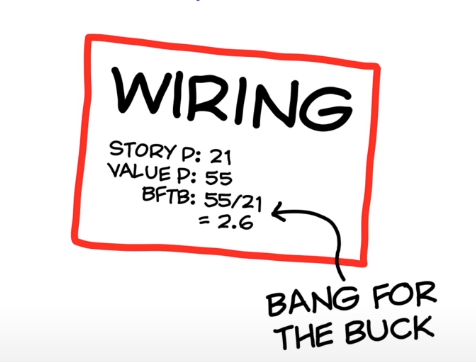 WIRING
STORY P: 21
VALUE P: 55
BFTB: 55/21
= 2.6
BANG FOR
THE BUCK